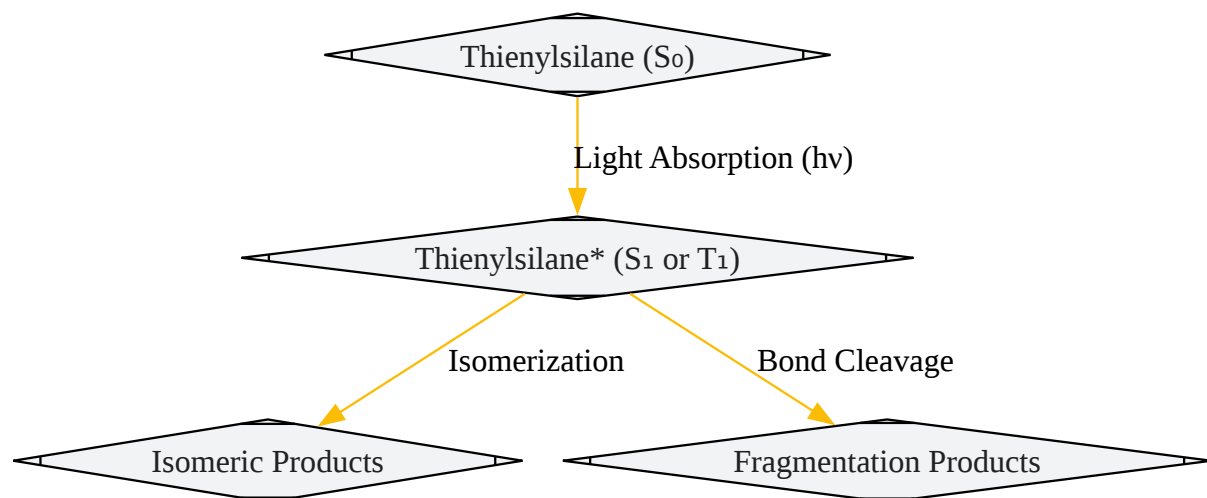 Thienylsilane (S₀)
Light Absorption (hν)
Thienylsilane* (S₁ or T₁)
Isomerization
Bond Cleavage
Isomeric Products
Fragmentation Products